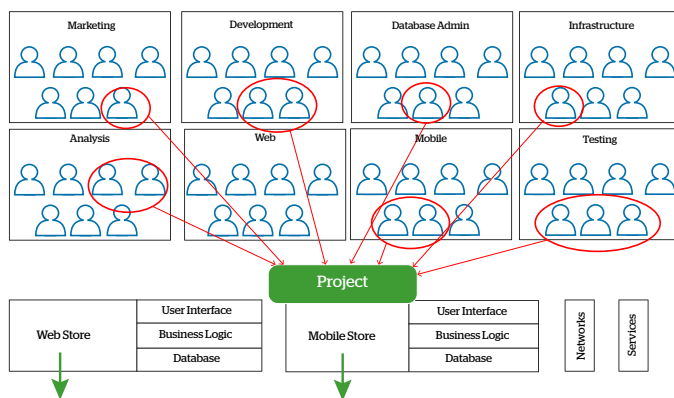 Marketing
Development
Database Admin
Infrastructure
Analysis
Web
Mobile
Testing
Project
Web Store
User Interface
Business Logic
Database
Mobile Store
User Interface
Business Logic
Database
Networks
Services